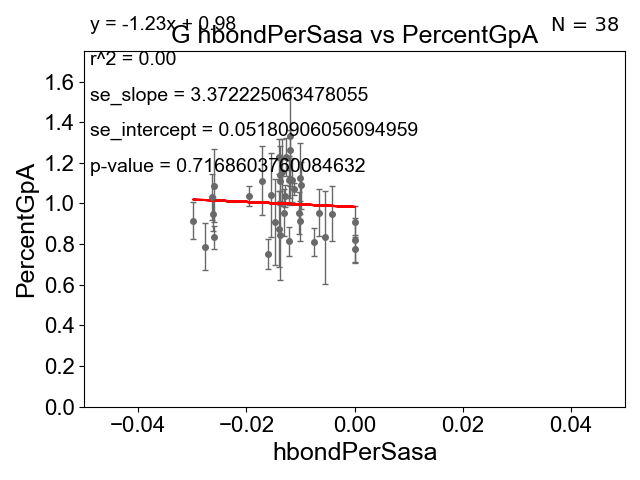 y = -1.23x + 0.98
N = 38
G hbondPerSasa vs PercentGpA
r^2 = 0.00
se_slope = 3.372225063478055
se_intercept = 0.05180906056094959
p-value = 0.7168603760084632
PercentGpA
1.6
1.4
1.2
1.0
0.8
0.6
0.4
0.2
0.0
−0.04 −0.02 0.00 0.02 0.04
hbondPerSasa